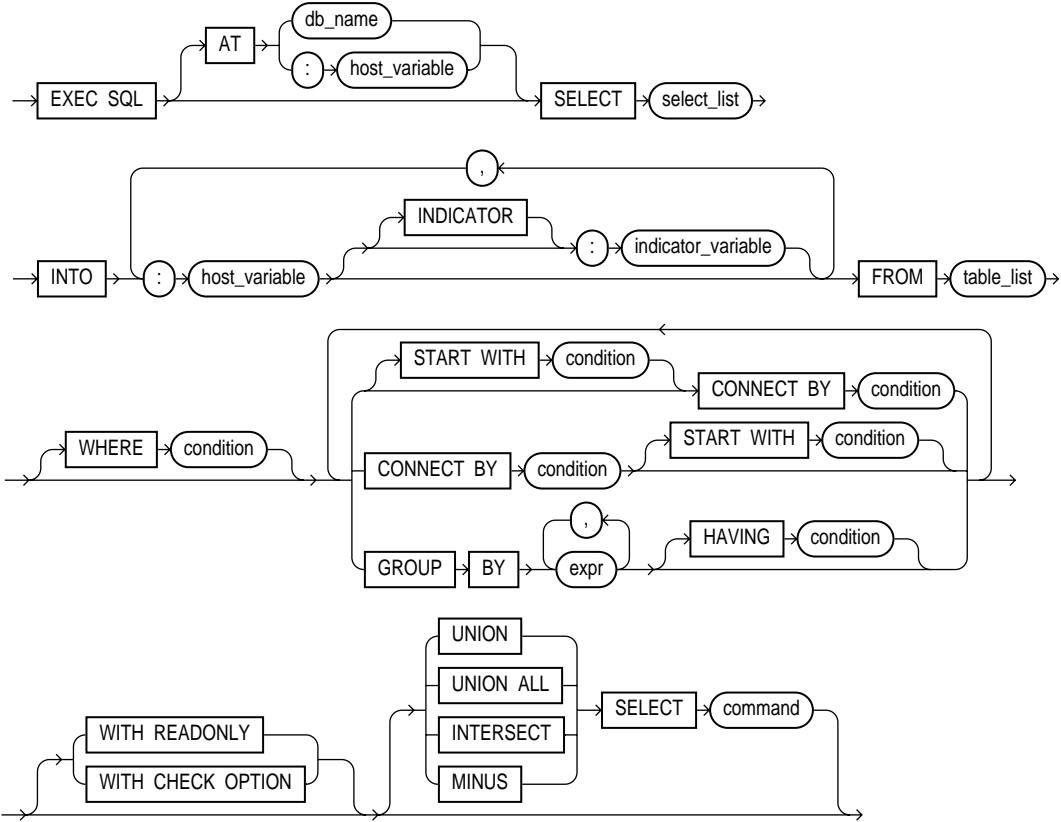 db_name
AT
: host_variable
EXEC SQL SELECT select_list
,
INDICATOR
: indicator_variable
INTO : host_variable FROM table_list
START WITH condition
CONNECT BY condition
WHERE condition START WITH condition
CONNECT BY condition
,
HAVING condition
GROUP BY expr
UNION
UNION ALL
SELECT command
WITH READONLY INTERSECT
WITH CHECK OPTION MINUS